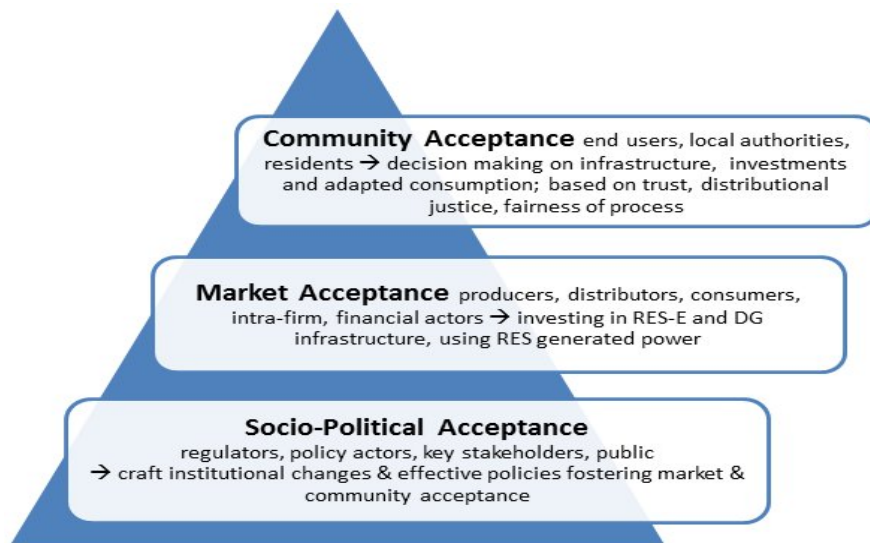 Community Acceptance end users, local authorities,
residents → decision making on infrastructure, investments
and adapted consumption; based on trust, distributional
justice, fairness of process
Market Acceptance producers, distributors, consumers,
intra-firm, financial actors → investing in RES-E and DG
infrastructure, using RES generated power
Socio-Political Acceptance
regulators, policy actors, key stakeholders, public
→ craft institutional changes & effective policies fostering market &
community acceptance